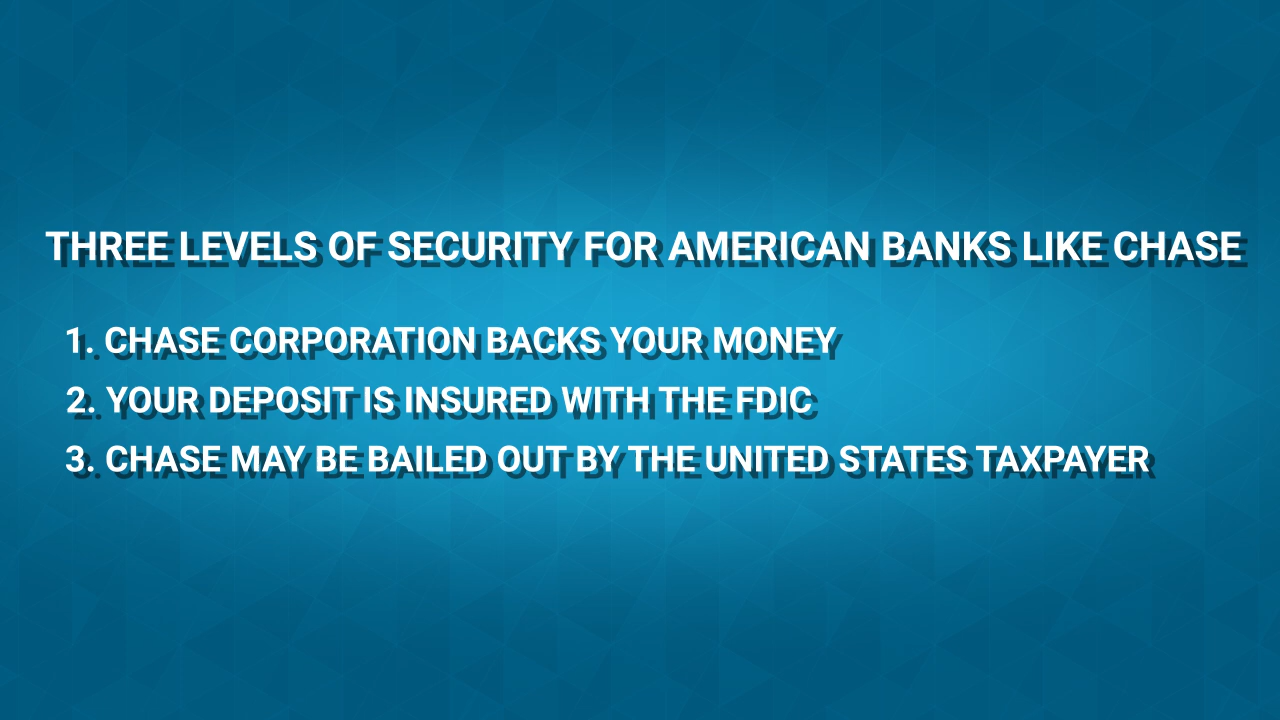 THREE LEVELS OF SECURITY FOR AMERICAN BANKS LIKE CHASE
1. CHASE CORPORATION BACKS YOUR MONEY
2. YOUR DEPOSIT IS INSURED WITH THE FDIC
3. CHASE MAY BE BAILED OUT BY THE UNITED STATES TAXPAYER